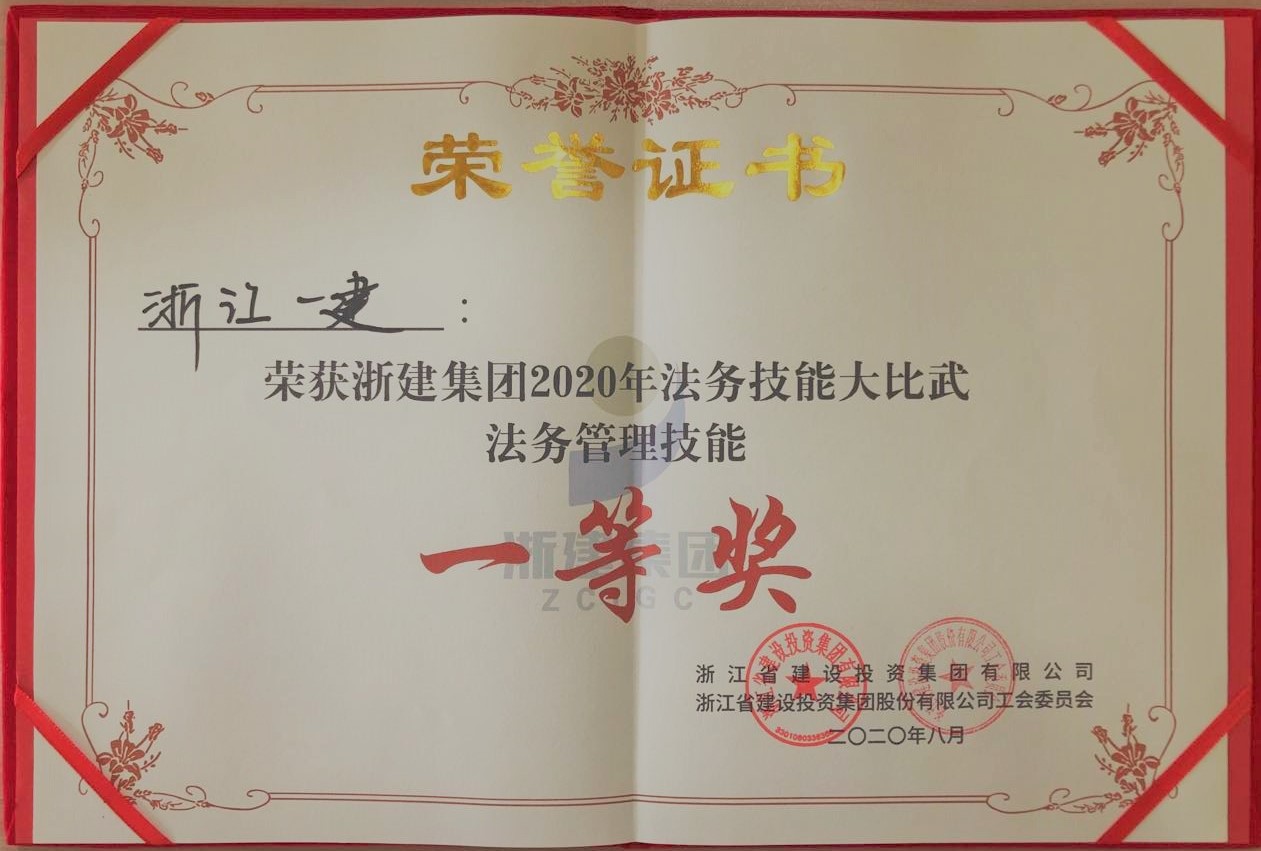 荣誉证书
浙江一建：
荣获浙建集团2020年法务技能大比武
法务管理技能
一等奖
浙建集团
ZCIGC
浙江省建设投资集团有限公司
浙江省建设投资集团股份有限公司工会委员会
二〇二〇年八月